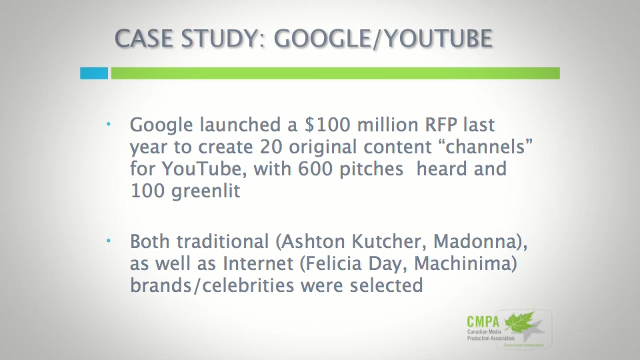 CASE STUDY: GOOGLE/YOUTUBE
• Google launched a $100 million RFP last
year to create 20 original content “channels”
for YouTube, with 600 pitches heard and
100 greenlit
• Both traditional (Ashton Kutcher, Madonna),
as well as Internet (Felicia Day, Machinima)
brands/celebrities were selected
CMPA
Canadian Media
Production Association